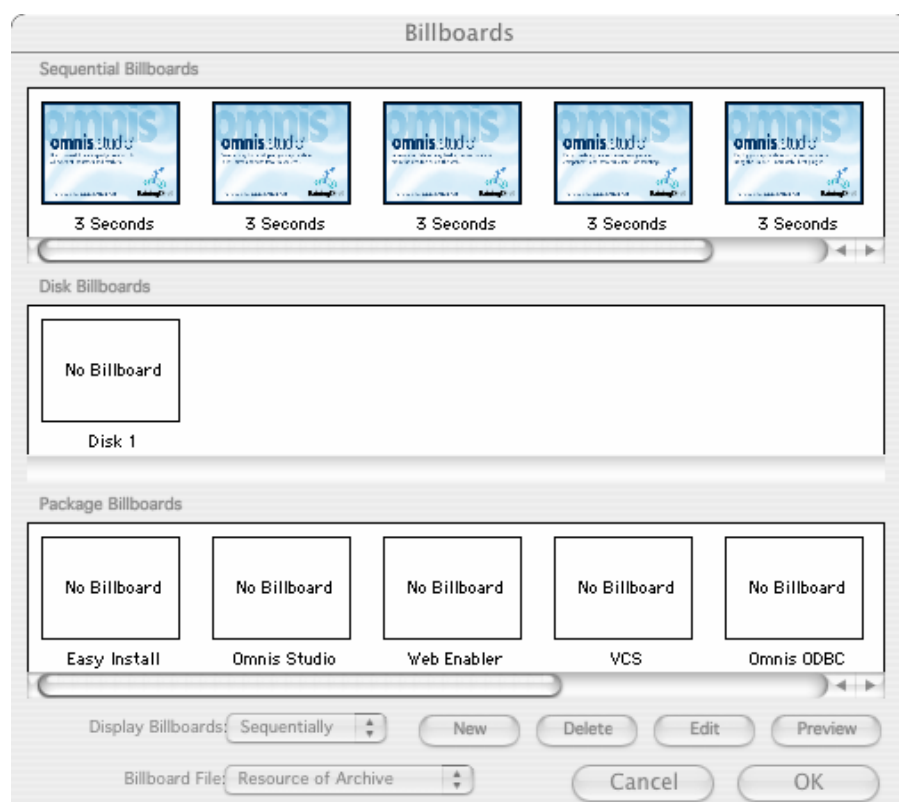 Billboards
Sequential Billboards
omnis studio omnis studio omnis studio omnis studio omnis studio
3 Seconds 3 Seconds 3 Seconds 3 Seconds 3 Seconds
Disk Billboards
No Billboard
Disk 1
Package Billboards
No Billboard No Billboard No Billboard No Billboard No Billboard
Easy Install Omnis Studio Web Enabler VCS Omnis ODBC
Display Billboards: Sequentially New Delete Edit Preview
Billboard File: Resource of Archive Cancel OK